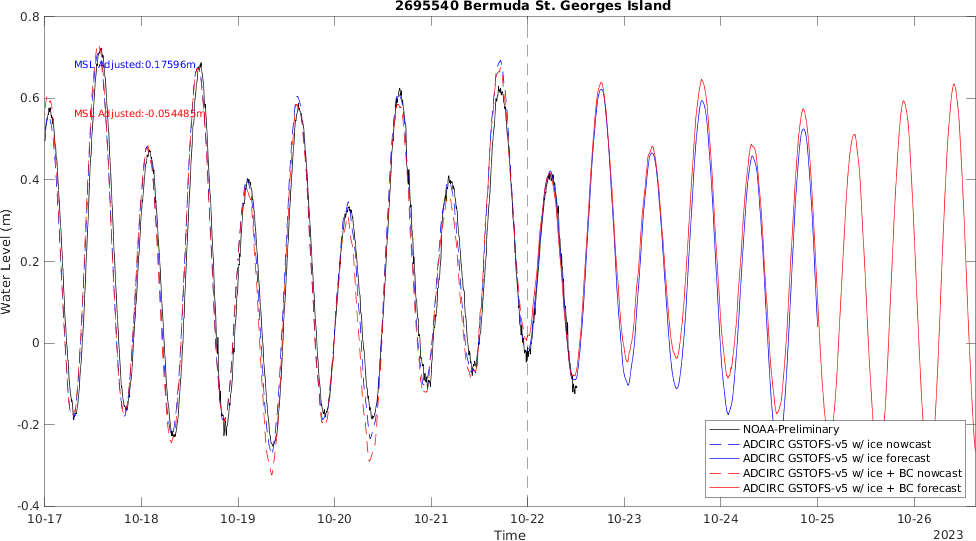 2695540 Bermuda St. Georges Island
0.8
0.6
0.4
0.2
0
-0.2
-0.4
Water Level (m)
MSL Adjusted:0.17596m
MSL Adjusted:-0.054485m
NOAA-Preliminary
ADCIRC GSTOFS-v5 w/ ice nowcast
ADCIRC GSTOFS-v5 w/ ice forecast
ADCIRC GSTOFS-v5 w/ ice + BC nowcast
ADCIRC GSTOFS-v5 w/ ice + BC forecast
10-17 10-18 10-19 10-20 10-21 10-22 10-23 10-24 10-25 10-26
Time
2023